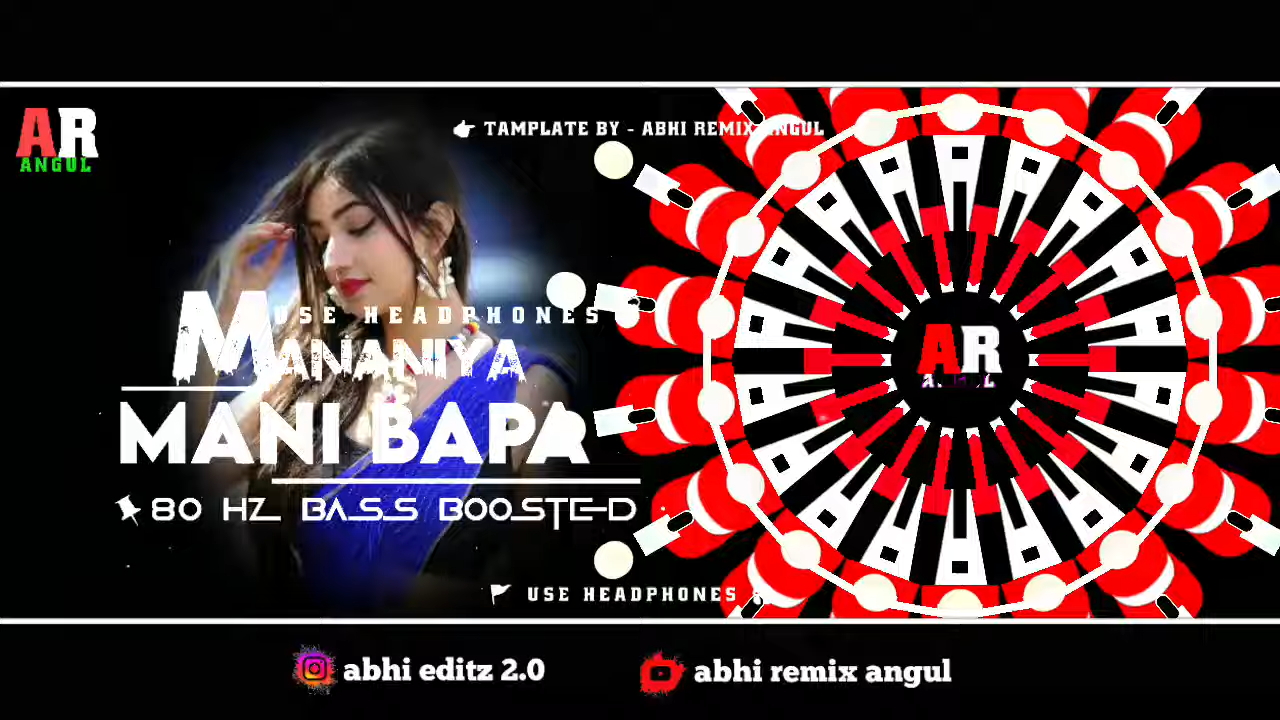 AR
ANGUL
TAMPLATE BY - ABHI REMIX ANGUL
USE HEADPHONES
MANANIYA
MANI BAPA
80 HZ BASS BOOSTED
AR
ANGUL
USE HEADPHONES
abhi editz 2.0
abhi remix angul